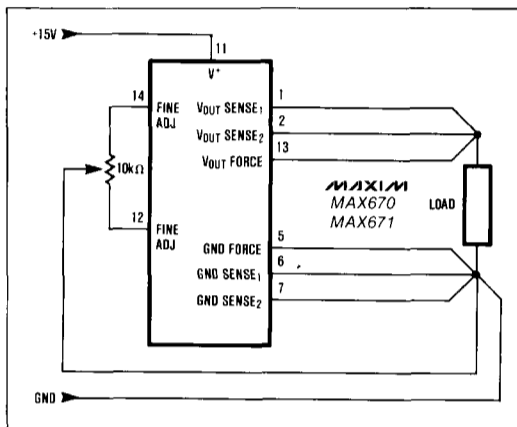 +15V
11
V+
14
FINE
ADJ
10kΩ
12
FINE
ADJ
1
VOUT SENSE1
2
VOUT SENSE2
13
VOUT FORCE
MAXIM
MAX670
MAX671
LOAD
5
GND FORCE
6
GND SENSE1
7
GND SENSE2
GND